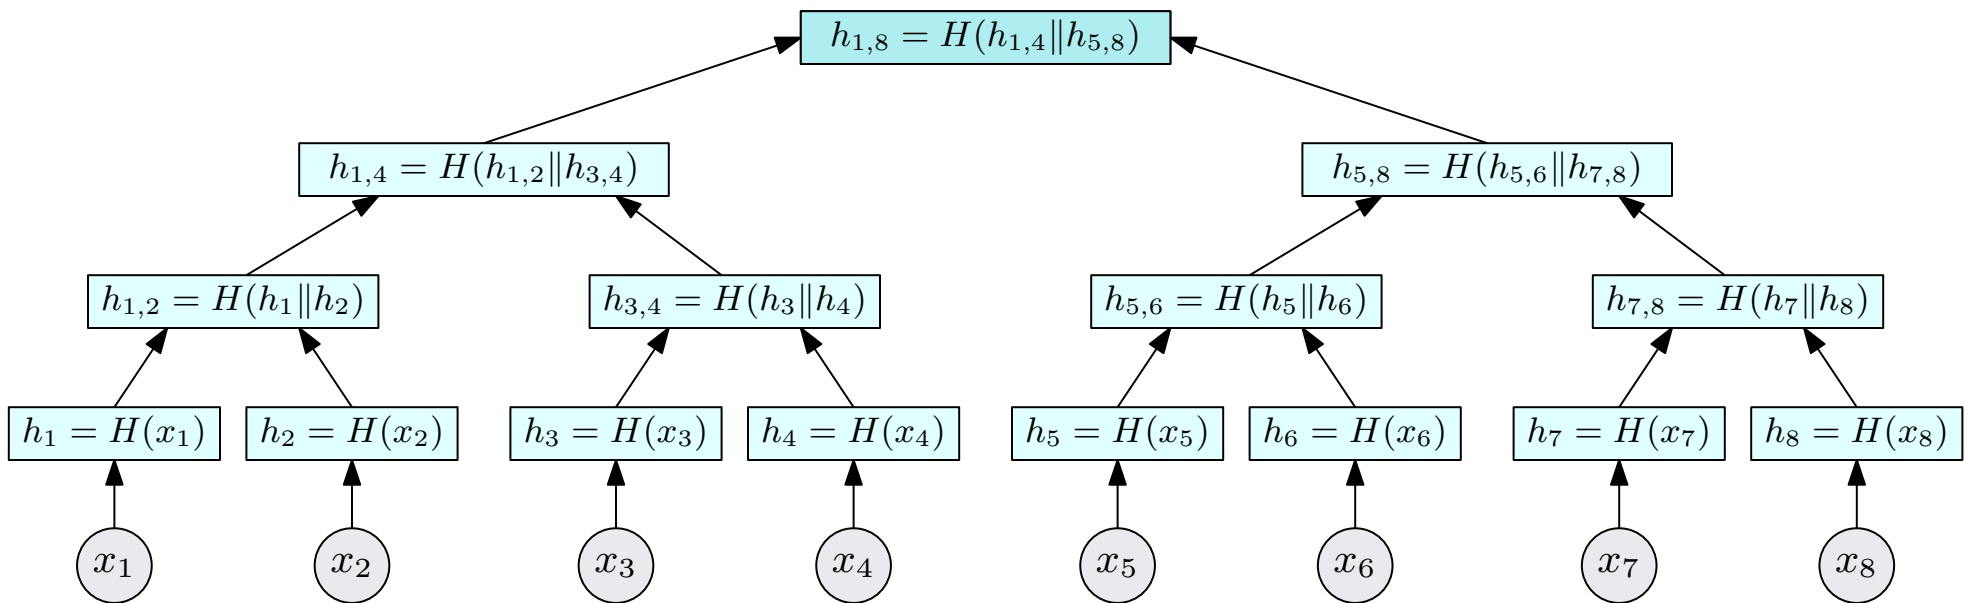 h₁,₈ = H(h₁,₄∥h₅,₈)
h₁,₄ = H(h₁,₂∥h₃,₄)
h₅,₈ = H(h₅,₆∥h₇,₈)
h₁,₂ = H(h₁∥h₂)
h₃,₄ = H(h₃∥h₄)
h₅,₆ = H(h₅∥h₆)
h₇,₈ = H(h₇∥h₈)
h₁ = H(x₁)
h₂ = H(x₂)
h₃ = H(x₃)
h₄ = H(x₄)
h₅ = H(x₅)
h₆ = H(x₆)
h₇ = H(x₇)
h₈ = H(x₈)
x₁
x₂
x₃
x₄
x₅
x₆
x₇
x₈